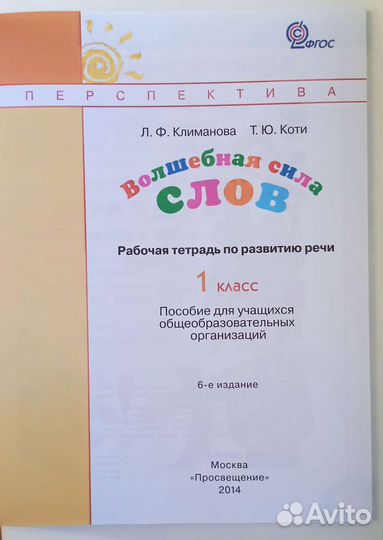 ФГОС
ПЕРСПЕКТИВА
Л. Ф. Климанова Т. Ю. Коти
Волшебная сила
СЛОВ
Рабочая тетрадь по развитию речи
1 класс
Пособие для учащихся
общеобразовательных
организаций
6-е издание
Москва
«Просвещение»
2014
Avito